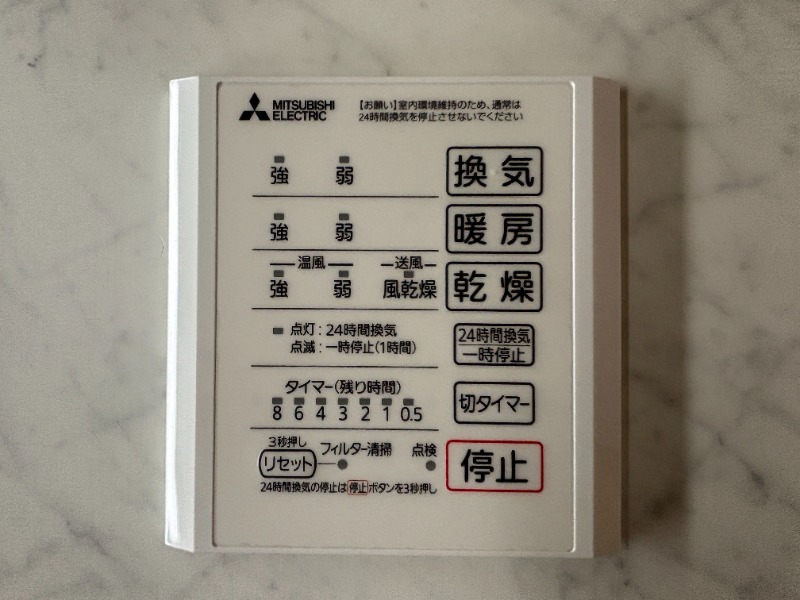 MITSUBISHI
ELECTRIC
【お願い】室内環境維持のため、通常は
24時間換気を停止させないでください
強 弱 換気
強 弱 暖房
温風 送風
強 弱 風乾燥 乾燥
点灯:24時間換気
点滅:一時停止(1時間)
24時間換気
一時停止
タイマー(残り時間)
8 6 4 3 2 1 0.5
切タイマー
3秒押し
リセット フィルター清掃 点検
停止
24時間換気の停止は停止ボタンを3秒押し